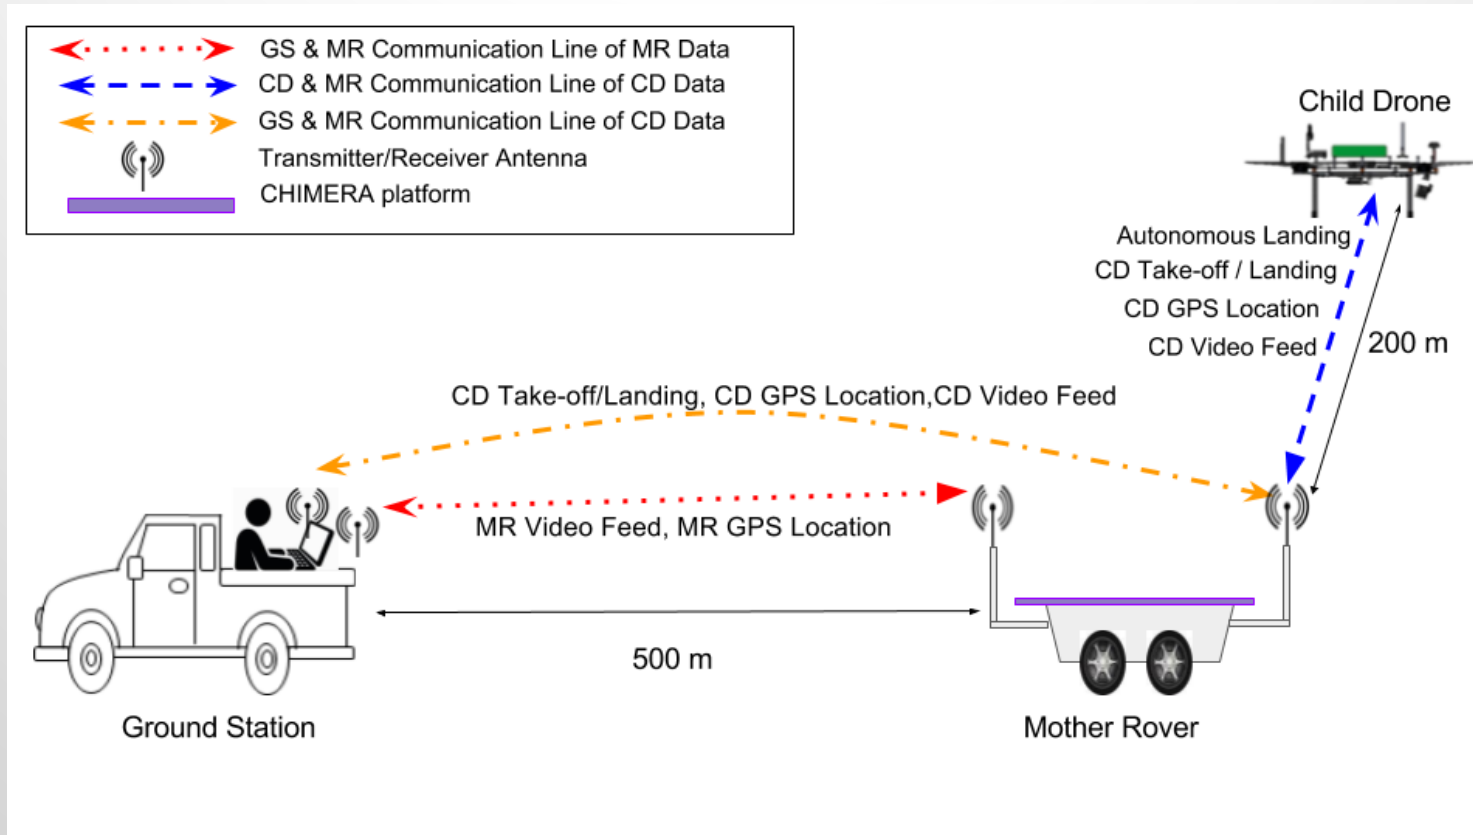 GS & MR Communication Line of MR Data
CD & MR Communication Line of CD Data
GS & MR Communication Line of CD Data
Transmitter/Receiver Antenna
CHIMERA platform
Child Drone
Autonomous Landing
CD Take-off / Landing
CD GPS Location
CD Video Feed
200 m
CD Take-off/Landing, CD GPS Location,CD Video Feed
MR Video Feed, MR GPS Location
500 m
Ground Station
Mother Rover